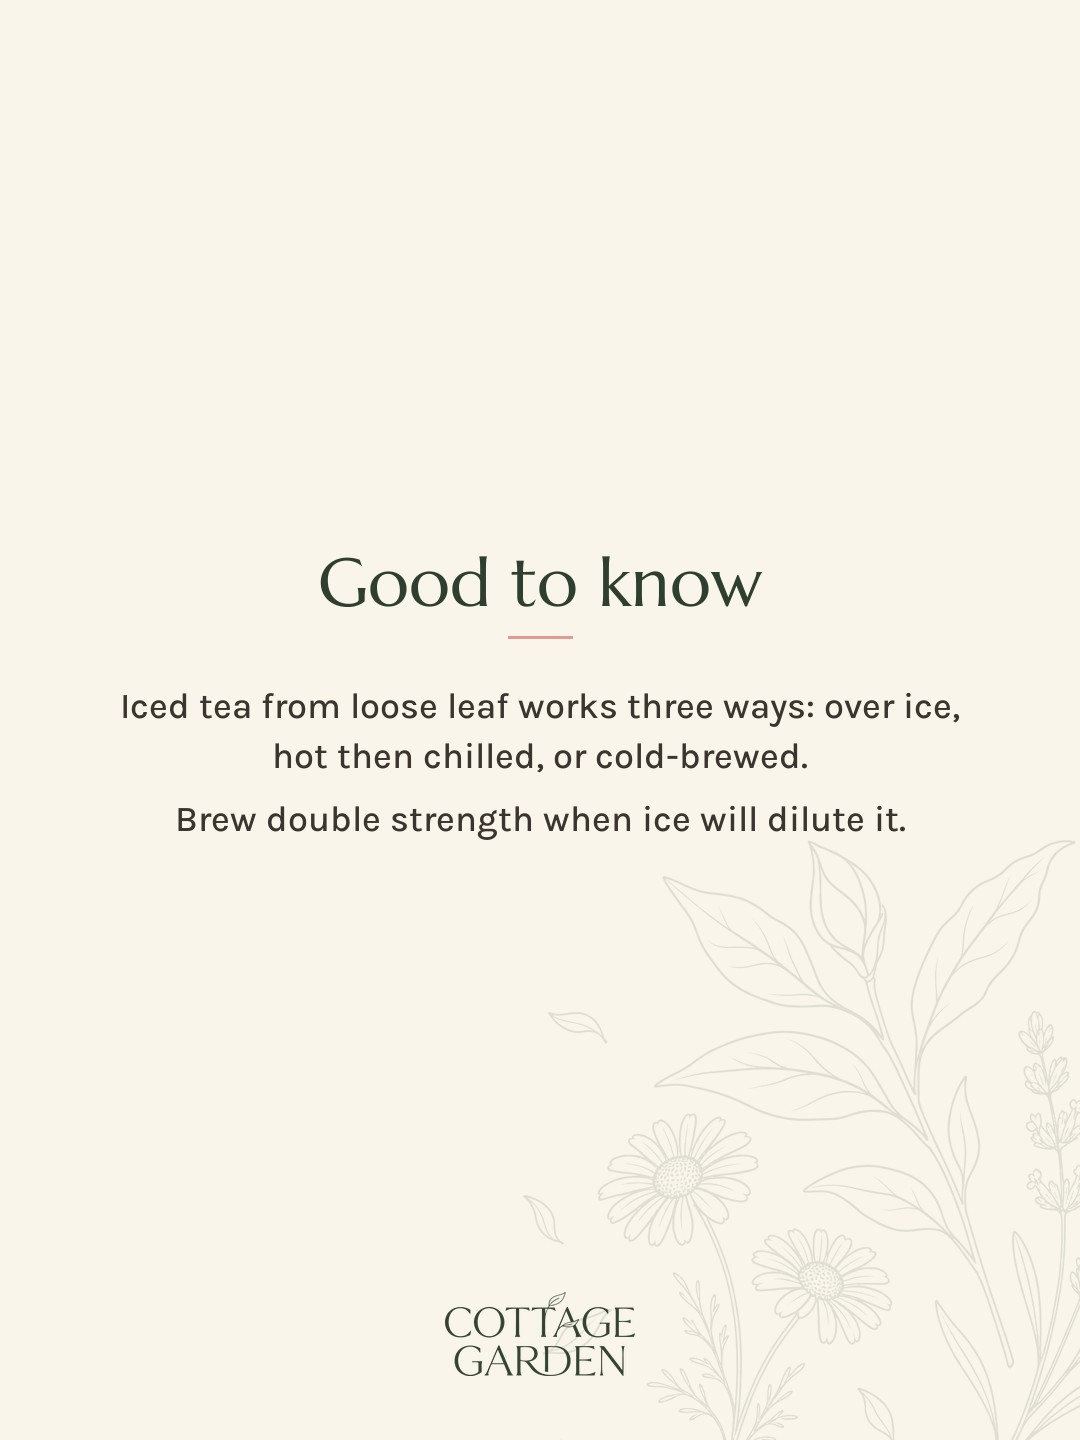 Good to know
Iced tea from loose leaf works three ways: over ice,
hot then chilled, or cold-brewed.
Brew double strength when ice will dilute it.
COTTAGE
GARDEN